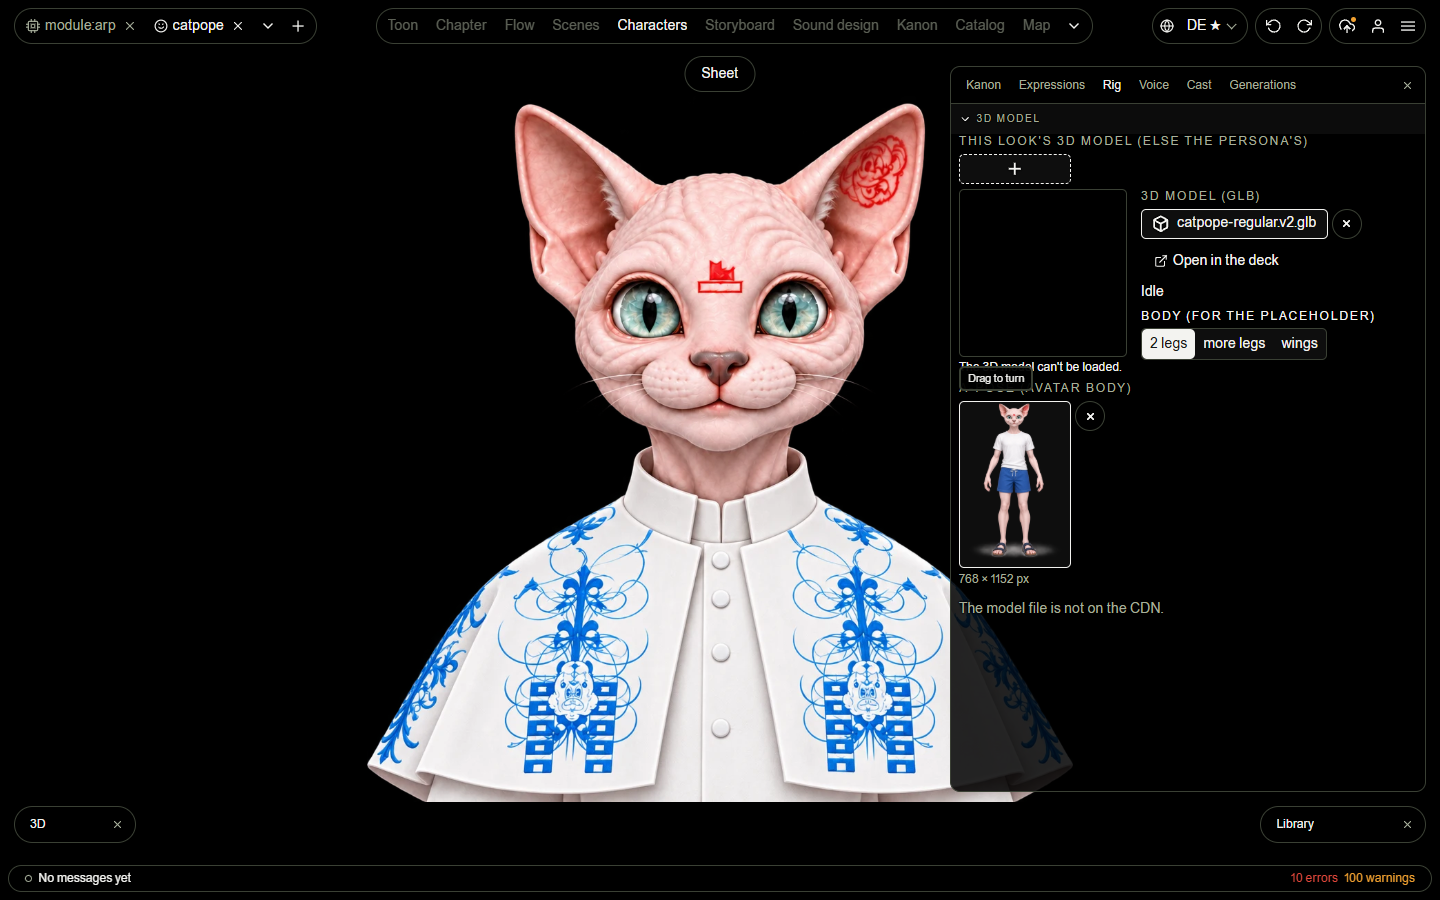 module:arp
catpope
Toon Chapter Flow Scenes Characters Storyboard Sound design Kanon Catalog Map
DE ★
Sheet
Kanon Expressions Rig Voice Cast Generations
3D MODEL
THIS LOOK'S 3D MODEL (ELSE THE PERSONA'S)
3D MODEL (GLB)
catpope-regular.v2.glb
Open in the deck
Idle
BODY (FOR THE PLACEHOLDER)
2 legs more legs wings
The 3D model can't be loaded.
Drag to turn
(AVATAR BODY)
768 × 1152 px
The model file is not on the CDN.
3D
Library
No messages yet
10 errors 100 warnings